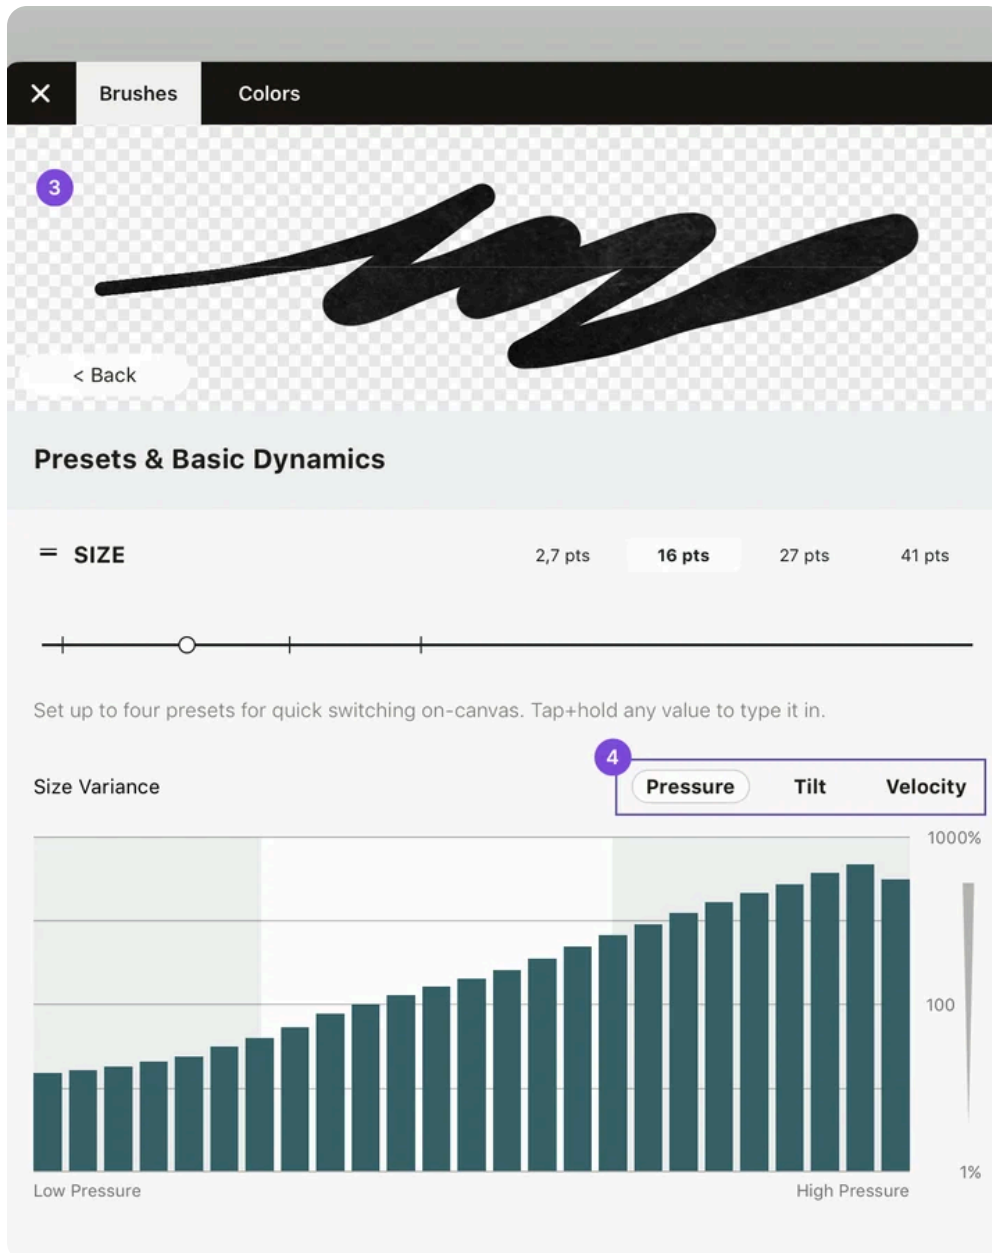 Brushes Colors
3
< Back
Presets & Basic Dynamics
SIZE 2,7 pts 16 pts 27 pts 41 pts
Set up to four presets for quick switching on-canvas. Tap+hold any value to type it in.
4
Size Variance Pressure Tilt Velocity
1000%
100
1%
Low Pressure High Pressure